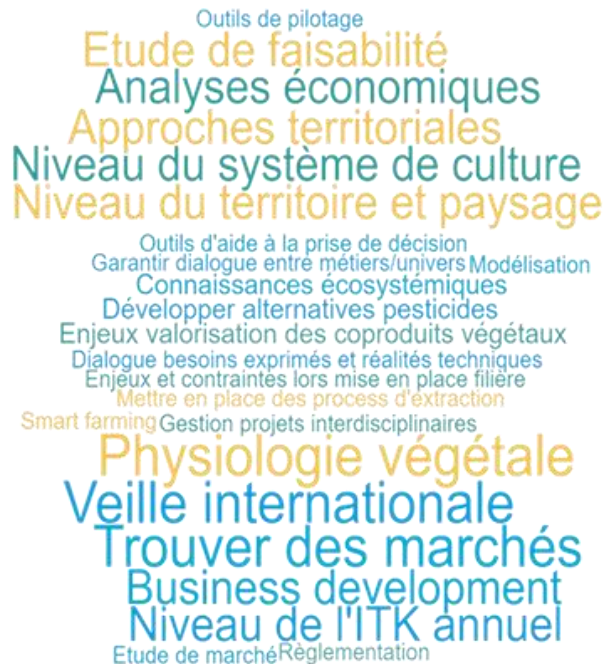 Outils de pilotage
Etude de faisabilité
Analyses économiques
Approches territoriales
Niveau du système de culture
Niveau du territoire et paysage
Outils d'aide à la prise de décision
Garantir dialogue entre métiers/univers Modélisation
Connaissances écosystémiques
Développer alternatives pesticides
Enjeux valorisation des coproduits végétaux
Dialogue besoins exprimés et réalités techniques
Enjeux et contraintes lors mise en place filière
Mettre en place des process d'extraction
Smart farming Gestion projets interdisciplinaires
Physiologie végétale
Veille internationale
Trouver des marchés
Business development
Niveau de l'ITK annuel
Etude de marché Règlementation